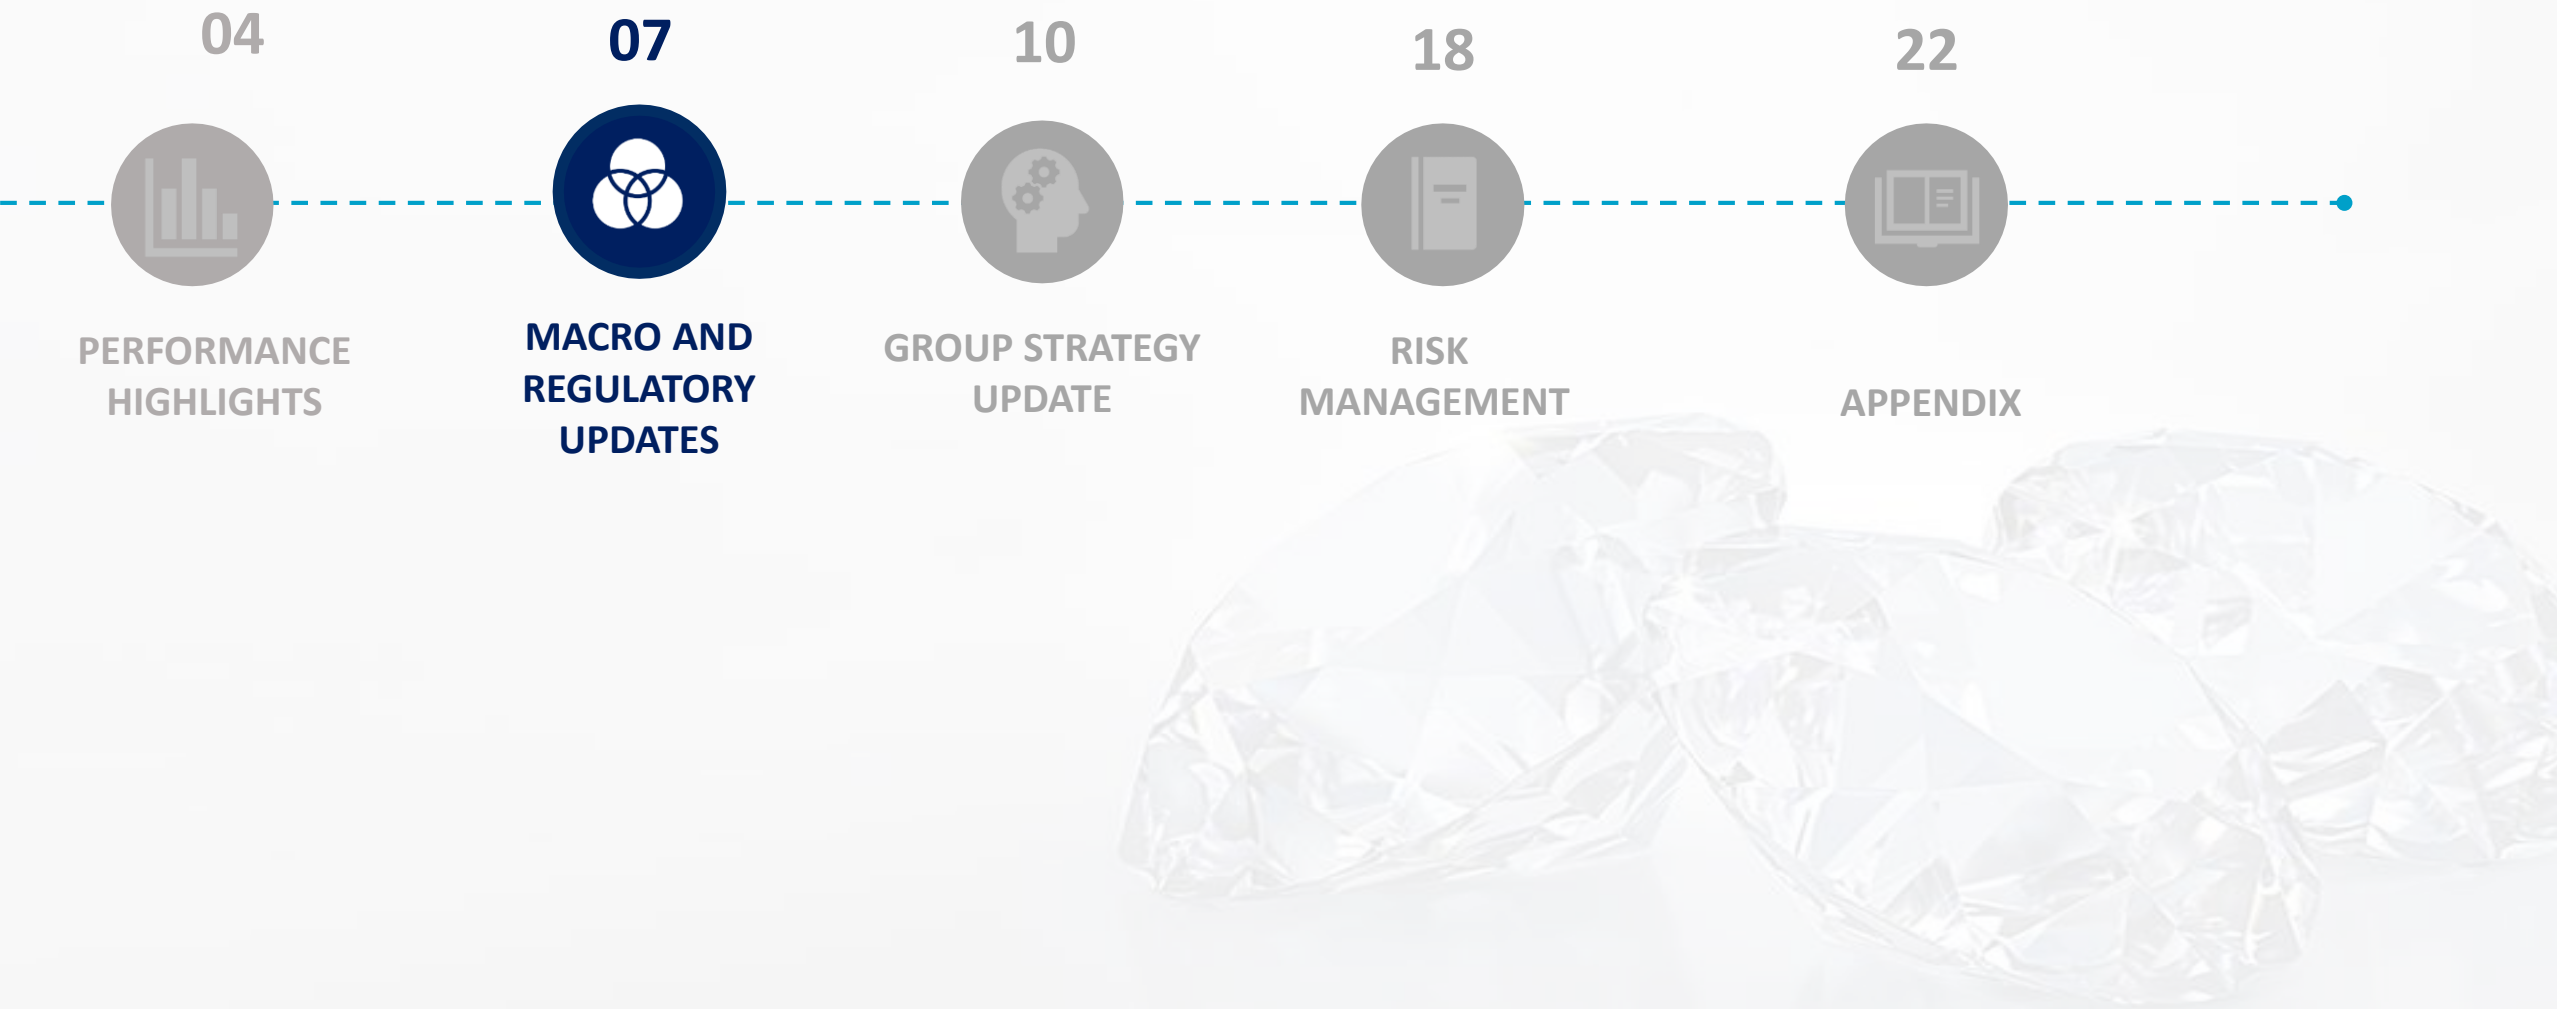 04
PERFORMANCE
HIGHLIGHTS
07
MACRO AND
REGULATORY
UPDATES
10
GROUP STRATEGY
UPDATE
18
RISK
MANAGEMENT
22
APPENDIX